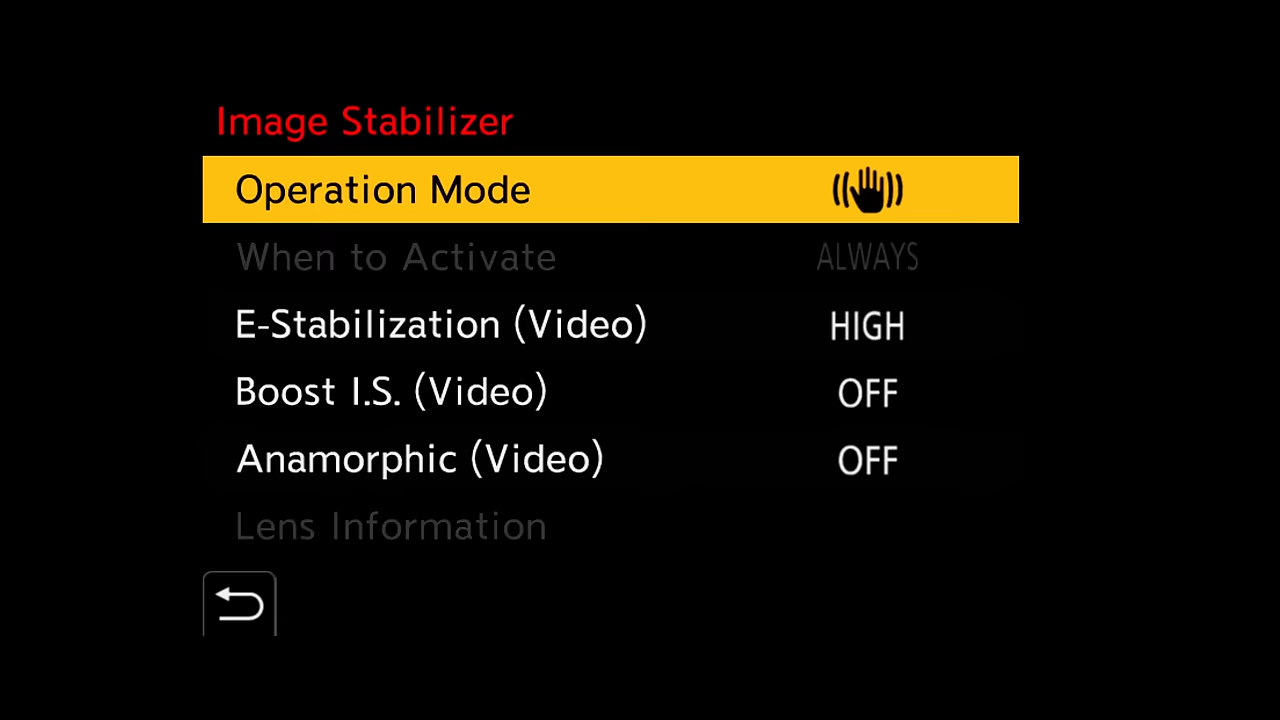 Image Stabilizer
Operation Mode
When to Activate ALWAYS
E-Stabilization (Video) HIGH
Boost I.S. (Video) OFF
Anamorphic (Video) OFF
Lens Information